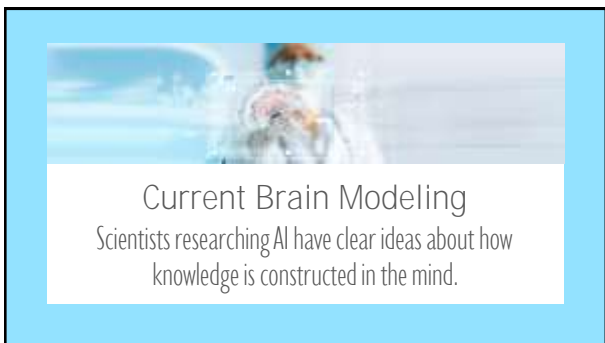 Current Brain Modeling
Scientists researching AI have clear ideas about how
knowledge is constructed in the mind.